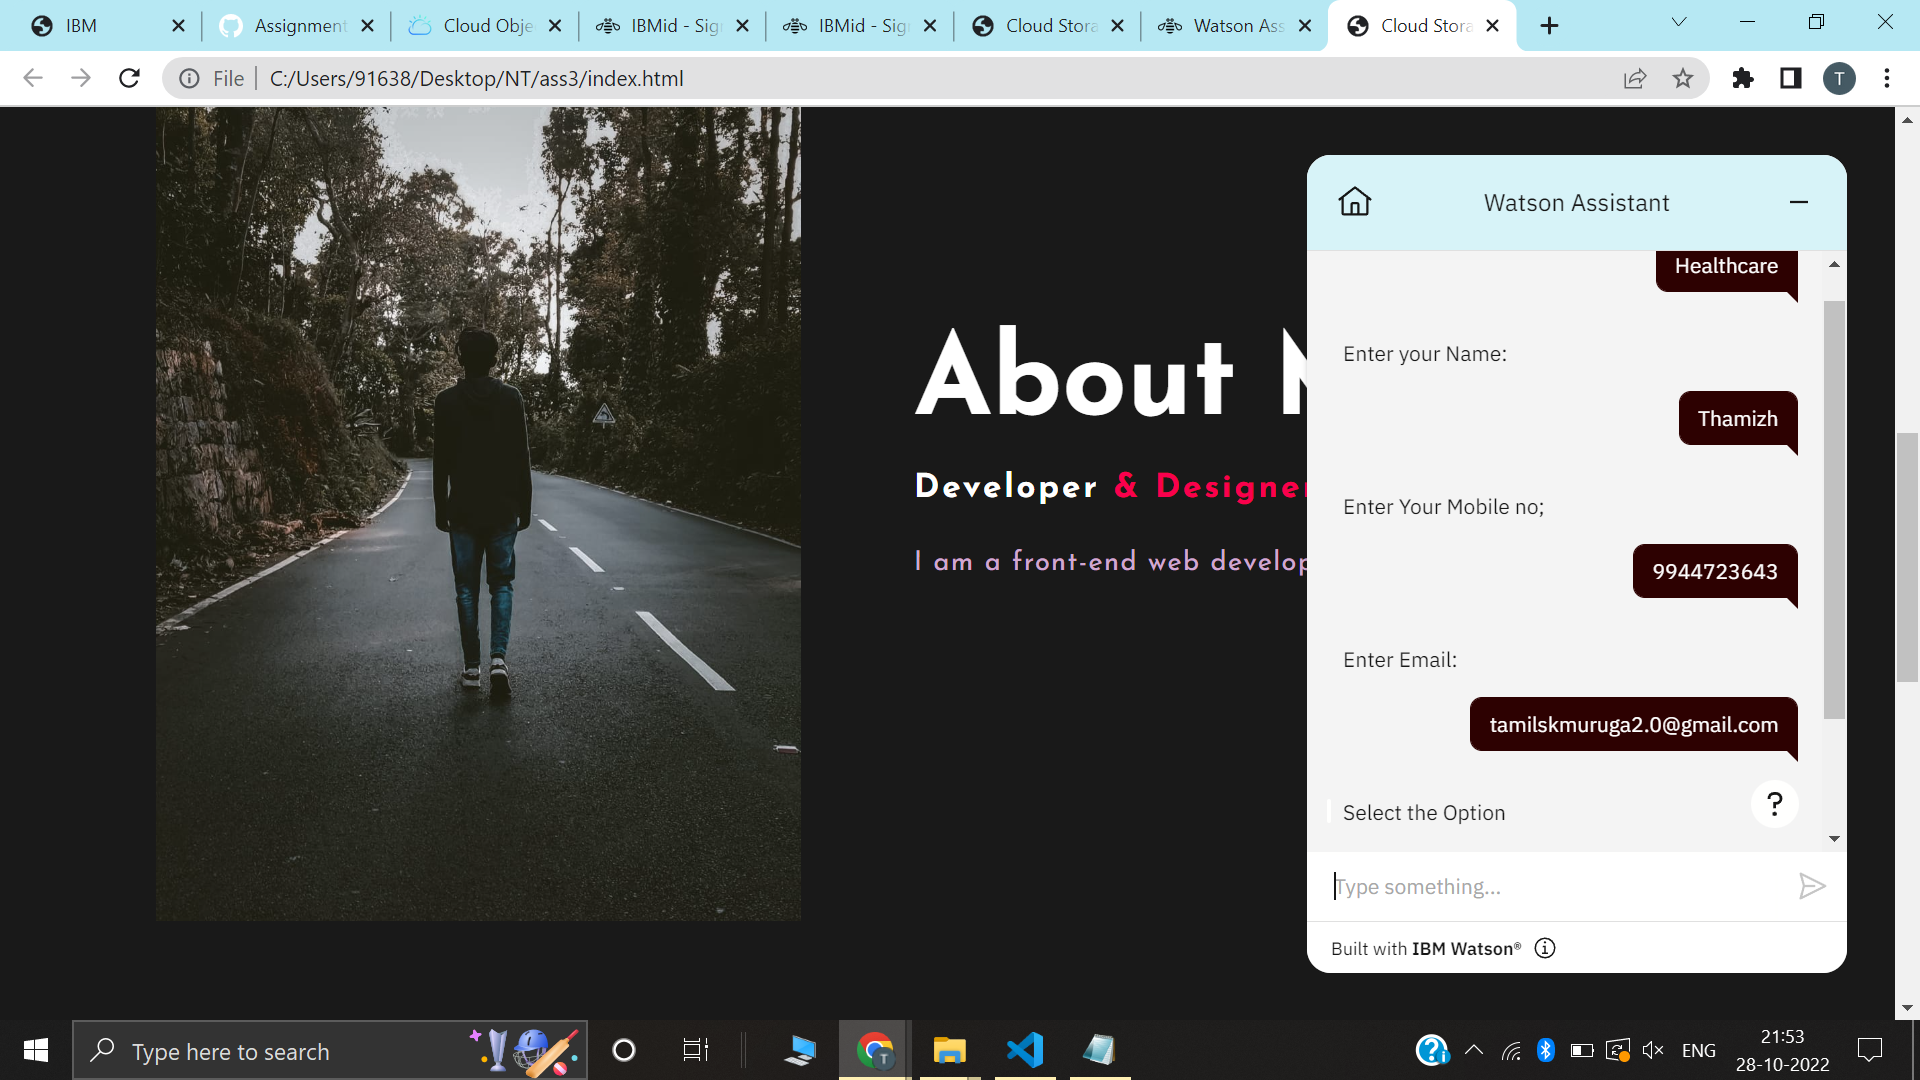 IBM
Assignment
Cloud Obje
IBMid - Sig
IBMid - Sig
Cloud Stora
Watson Ass
Cloud Stora
File
C:/Users/91638/Desktop/NT/ass3/index.html
T
About M
Developer & Designer
I am a front-end web develop
Watson Assistant
Healthcare
Enter your Name:
Thamizh
Enter Your Mobile no;
9944723643
Enter Email:
tamilskmuruga2.0@gmail.com
Select the Option
?
Type something...
Built with IBM Watson®
Type here to search
T
ENG
21:53
28-10-2022